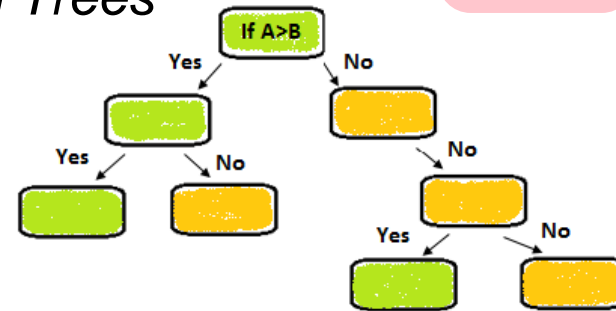 Trees
If A>B
Yes
No
Yes
No
No
Yes
No